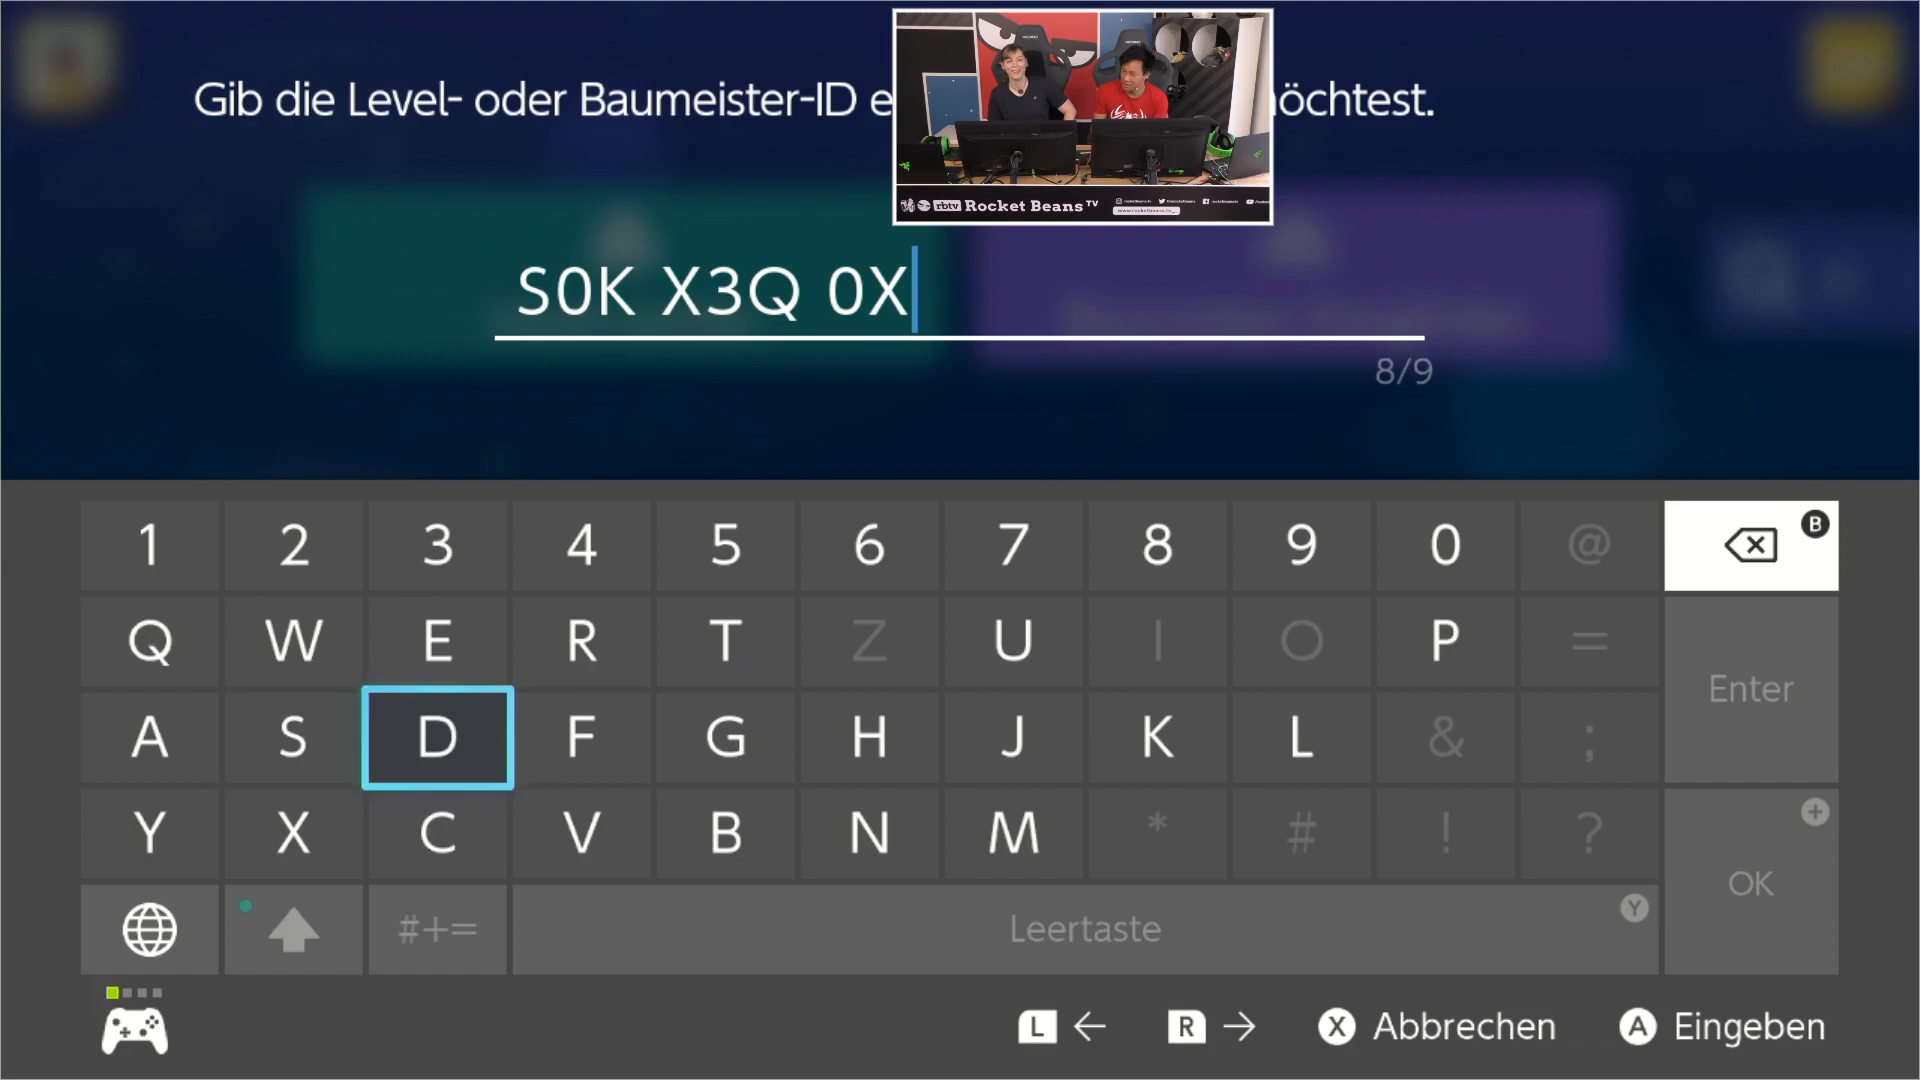 Gib die Level- oder Baumeister-ID e
öchtest.
rbtv Rocket Beans TV
S0K X3Q 0X
8/9
1 2 3 4 5 6 7 8 9 0 @ B
Q W E R T Z U I O P = Enter
A S D F G H J K L & ;
Y X C V B N M * # ! ? + OK
#+= Leertaste Y
L ← R → X Abbrechen A Eingeben